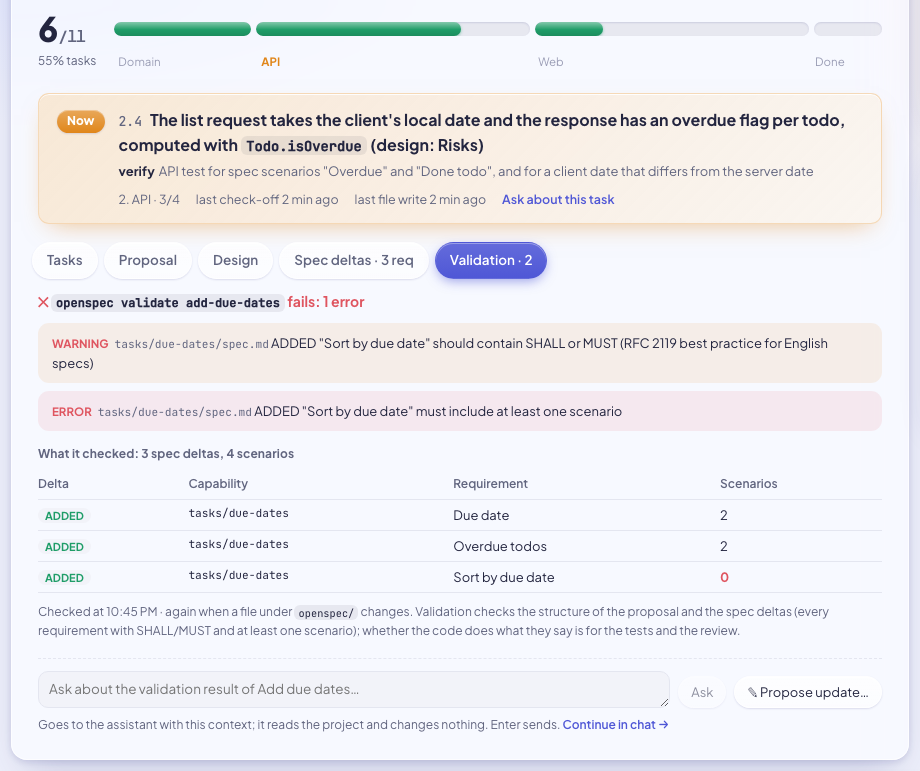 6/11
55% tasks
Domain
API
Web
Done
Now
2.4 The list request takes the client's local date and the response has an overdue flag per todo,
computed with Todo.isOverdue (design: Risks)
verify API test for spec scenarios "Overdue" and "Done todo", and for a client date that differs from the server date
2. API · 3/4 last check-off 2 min ago last file write 2 min ago Ask about this task
Tasks Proposal Design Spec deltas · 3 req Validation · 2
✕ openspec validate add-due-dates fails: 1 error
WARNING tasks/due-dates/spec.md ADDED "Sort by due date" should contain SHALL or MUST (RFC 2119 best practice for English
specs)
ERROR tasks/due-dates/spec.md ADDED "Sort by due date" must include at least one scenario
What it checked: 3 spec deltas, 4 scenarios
Delta Capability Requirement Scenarios
ADDED tasks/due-dates Due date 2
ADDED tasks/due-dates Overdue todos 2
ADDED tasks/due-dates Sort by due date 0
Checked at 10:45 PM · again when a file under openspec/ changes. Validation checks the structure of the proposal and the spec deltas (every
requirement with SHALL/MUST and at least one scenario); whether the code does what they say is for the tests and the review.
Ask about the validation result of Add due dates…
Ask
✎ Propose update…
Goes to the assistant with this context; it reads the project and changes nothing. Enter sends. Continue in chat →